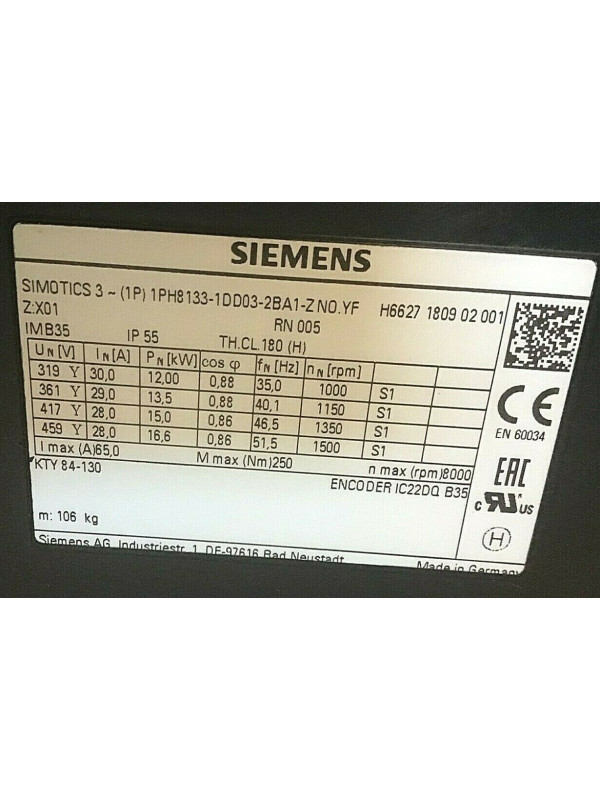 SIEMENS
SIMOTICS 3 ~ (1P) 1PH8133-1DD03-2BA1-Z NO.YF H6627 1809 02 001
Z:X01 RN 005
IMB35 IP 55 TH.CL.180 (H)
U N [V] I N [A] P N [kW] cos φ f N [Hz] n N [rpm]
319 Y 30,0 12,00 0,88 35,0 1000 S1
361 Y 29,0 13,5 0,88 40,1 1150 S1
417 Y 28,0 15,0 0,86 46,5 1350 S1
459 Y 28,0 16,6 0,86 51,5 1500 S1
I max (A)65,0 M max (Nm)250 n max (rpm)8000
KTY 84-130 ENCODER IC22DQ B35
m: 106 kg
Siemens AG, Industriestr. 1, DE-97616 Bad Neustadt Made in Germany
CE
EN 60034
EAC
c RU us
H